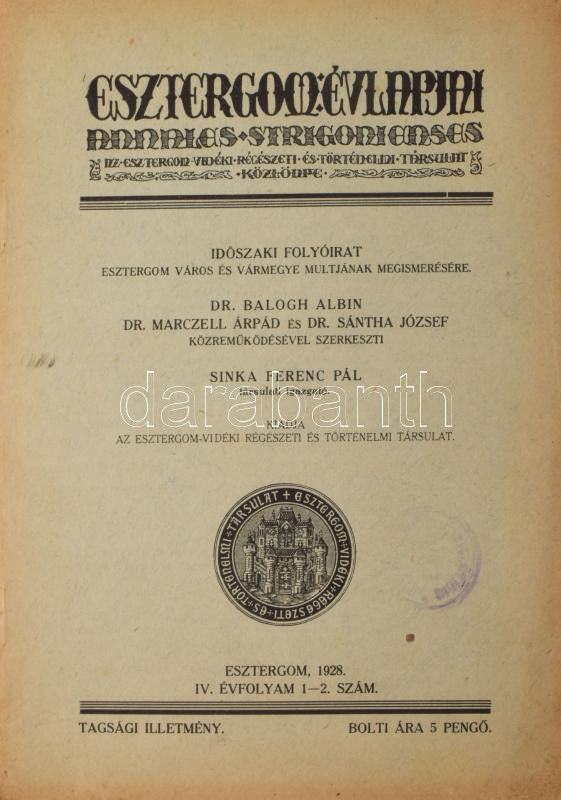 ESZTERGOM ÉVLAPJAI
ANNALES STRIGONIENSES
AZ ESZTERGOM VIDÉKI RÉGÉSZETI ÉS TÖRTÉNELMI TÁRSULAT
KÖZLÖNYE
IDŐSZAKI FOLYÓIRAT
ESZTERGOM VÁROS ÉS VÁRMEGYE MULTJÁNAK MEGISMERÉSÉRE.
DR. BALOGH ALBIN
DR. MARCZELL ÁRPÁD ÉS DR. SÁNTHA JÓZSEF
KÖZREMŰKÖDÉSÉVEL SZERKESZTI
SINKA FERENC PÁL
társulati igazgató.
darabanth
KIADJA
AZ ESZTERGOM-VIDÉKI RÉGÉSZETI ÉS TÖRTÉNELMI TÁRSULAT.
ESZTERGOM VIDÉKI RÉGÉSZETI ÉS TÖRTÉNELMI TÁRSULAT
ESZTERGOM, 1928.
IV. ÉVFOLYAM 1—2. SZÁM.
TAGSÁGI ILLETMÉNY. BOLTI ÁRA 5 PENGŐ.